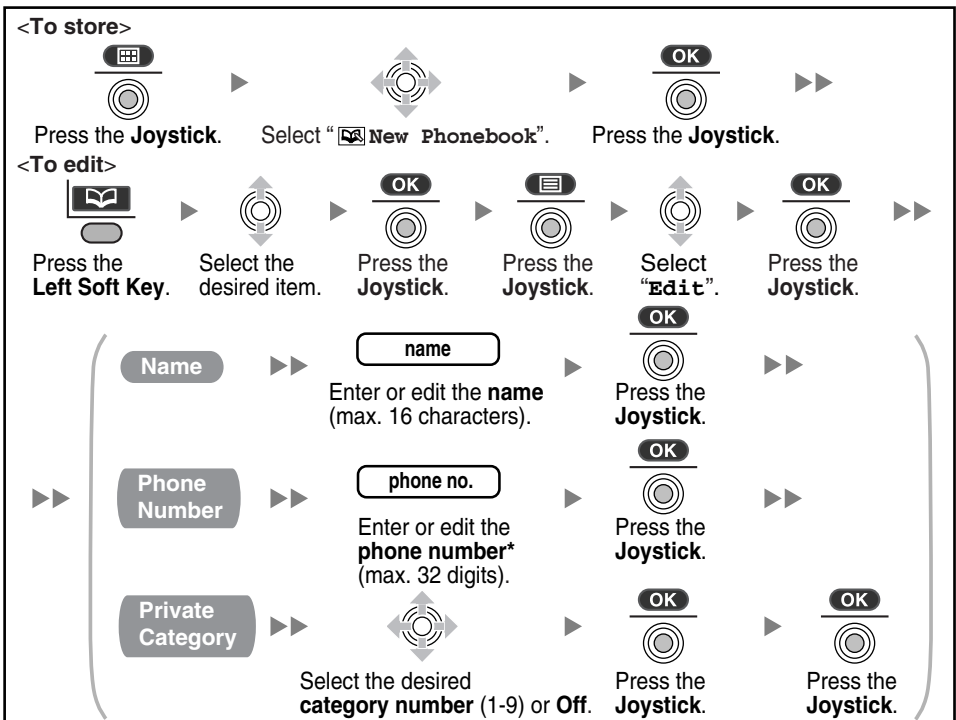 <To store>
OK
Press the Joystick. Select “ New Phonebook”. Press the Joystick.
<To edit>
OK OK
Press the Left Soft Key.
Select the desired item.
Press the Joystick.
Press the Joystick.
Select “Edit”.
Press the Joystick.
Name
name
Enter or edit the name
(max. 16 characters).
OK
Press the
Joystick.
Phone
Number
phone no.
Enter or edit the
phone number*
(max. 32 digits).
OK
Press the
Joystick.
Private
Category
Select the desired
category number (1-9) or Off.
OK
Press the
Joystick.
OK
Press the
Joystick.